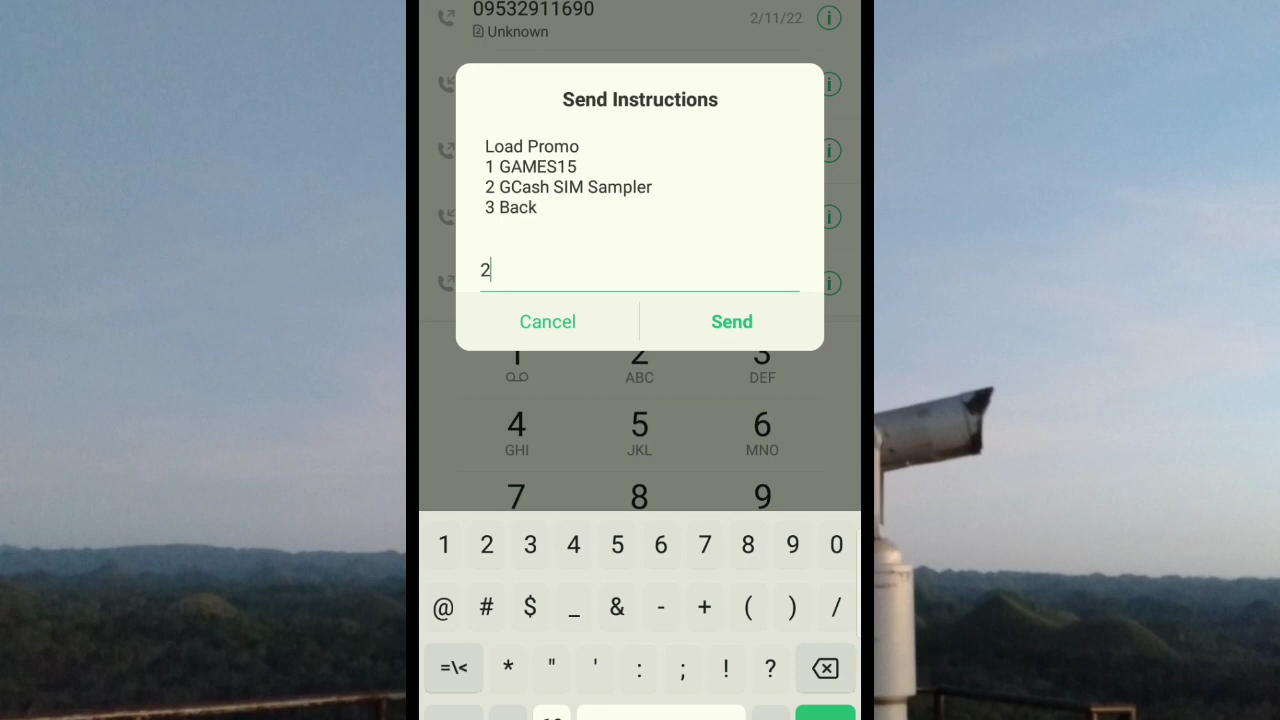 09532911690
2/11/22
2 Unknown
Send Instructions
Load Promo
1 GAMES15
2 GCash SIM Sampler
3 Back
2
Cancel
Send
1 2 3
ABC DEF
4 5 6
GHI JKL MNO
7 8 9
1 2 3 4 5 6 7 8 9 0
@ # $ _ & - + ( ) /
=\< * " ' : ; ! ?